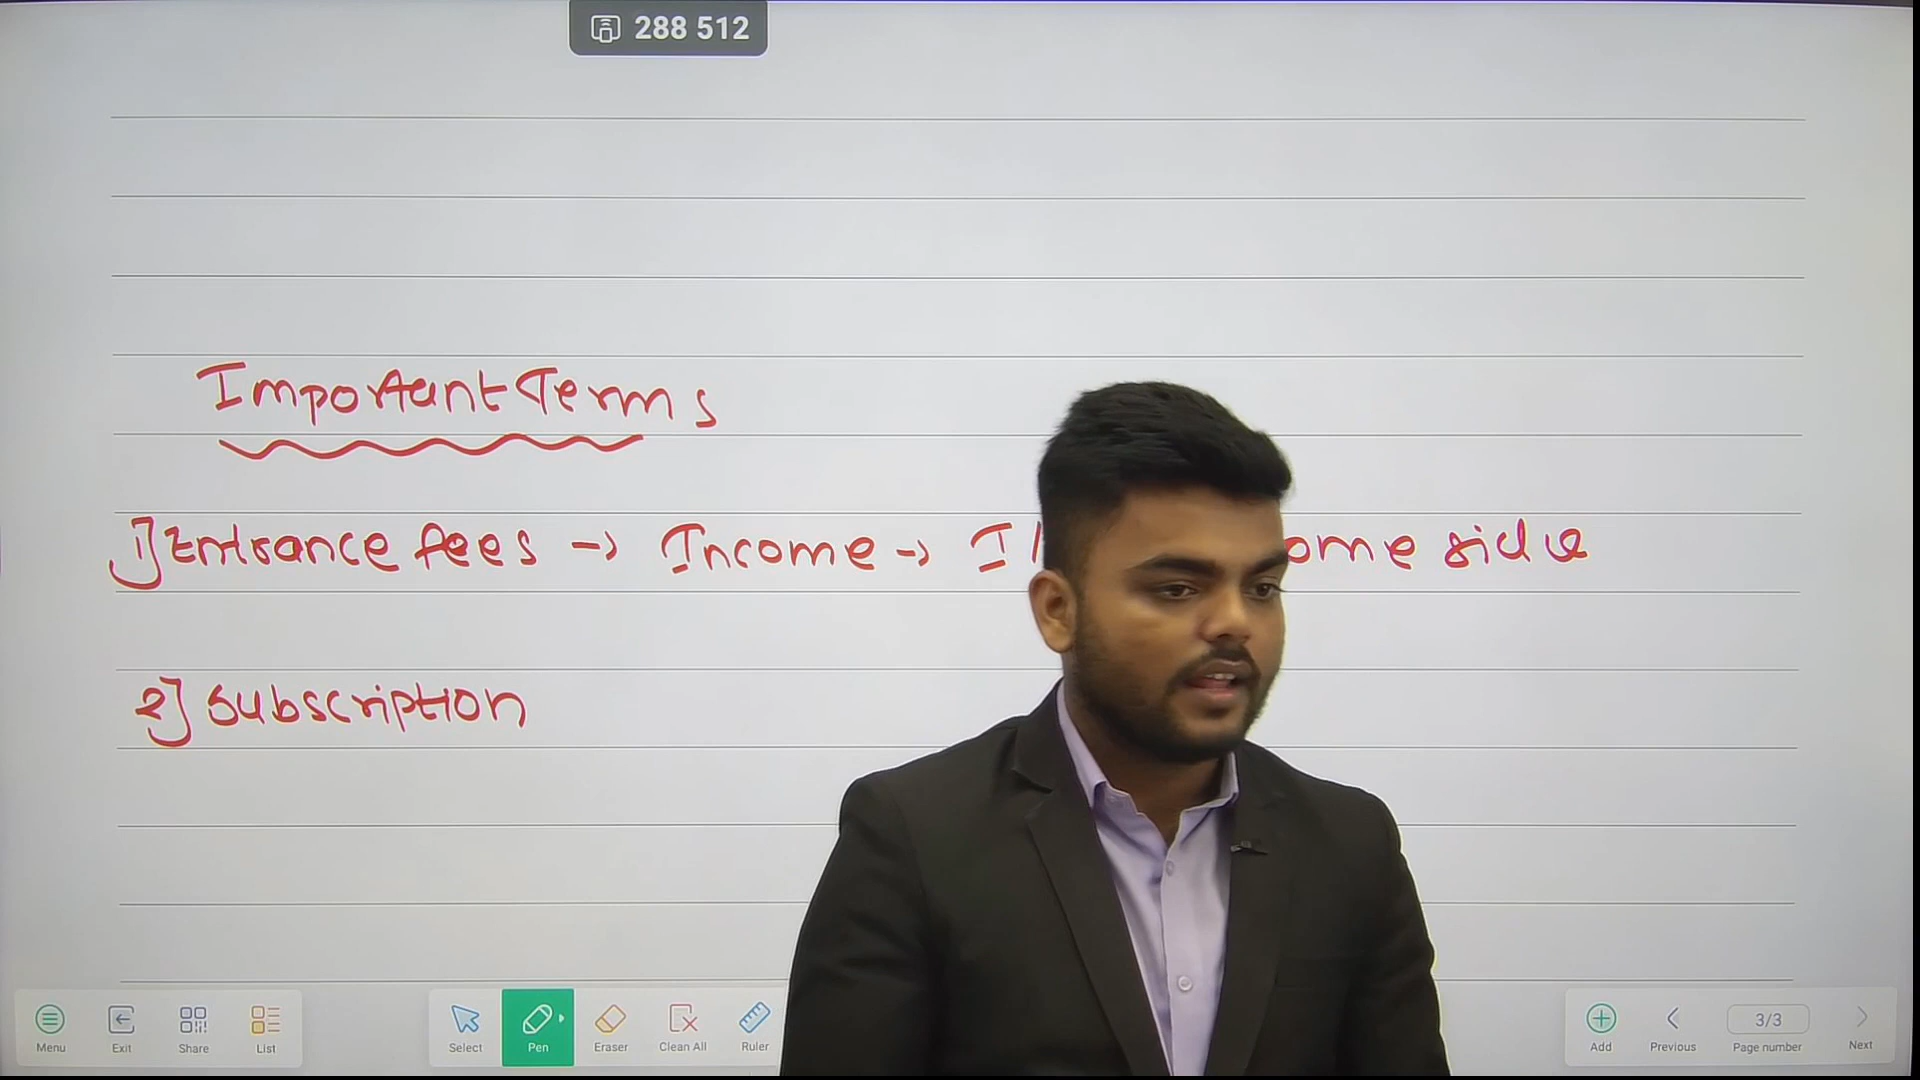 288 512
Important Terms
1] Entrance fees → Income → I/ ome side
2] Subscription
Menu Exit Share List Select Pen Eraser Clean All Ruler Add Previous 3/3 Page number Next